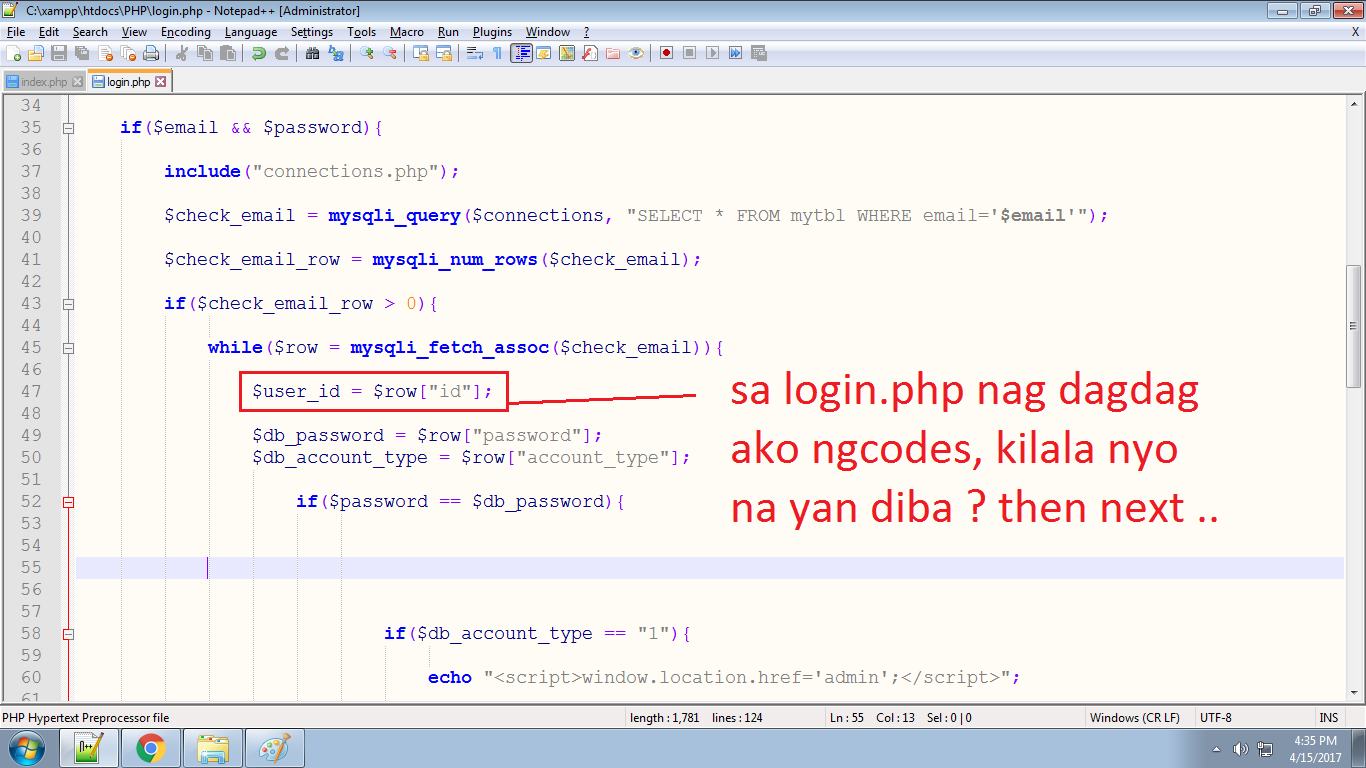 C:\xampp\htdocs\PHP\login.php - Notepad++ [Administrator]
File Edit Search View Encoding Language Settings Tools Macro Run Plugins Window ? X
index.php login.php
34
35 if($email && $password){
36
37 include("connections.php");
38
39 $check_email = mysqli_query($connections, "SELECT * FROM mytbl WHERE email='$email'");
40
41 $check_email_row = mysqli_num_rows($check_email);
42
43 if($check_email_row > 0){
44
45 while($row = mysqli_fetch_assoc($check_email)){
46
47 $user_id = $row["id"];
48
49 $db_password = $row["password"];
50 $db_account_type = $row["account_type"];
51
52 if($password == $db_password){
53
54
55
56
57
58 if($db_account_type == "1"){
59
60 echo "<script>window.location.href='admin';</script>";
61
sa login.php nag dagdag
ako ngcodes, kilala nyo
na yan diba ? then next ..
PHP Hypertext Preprocessor file length : 1,781 lines : 124 Ln : 55 Col : 13 Sel : 0 | 0 Windows (CR LF) UTF-8 INS
4:35 PM
4/15/2017